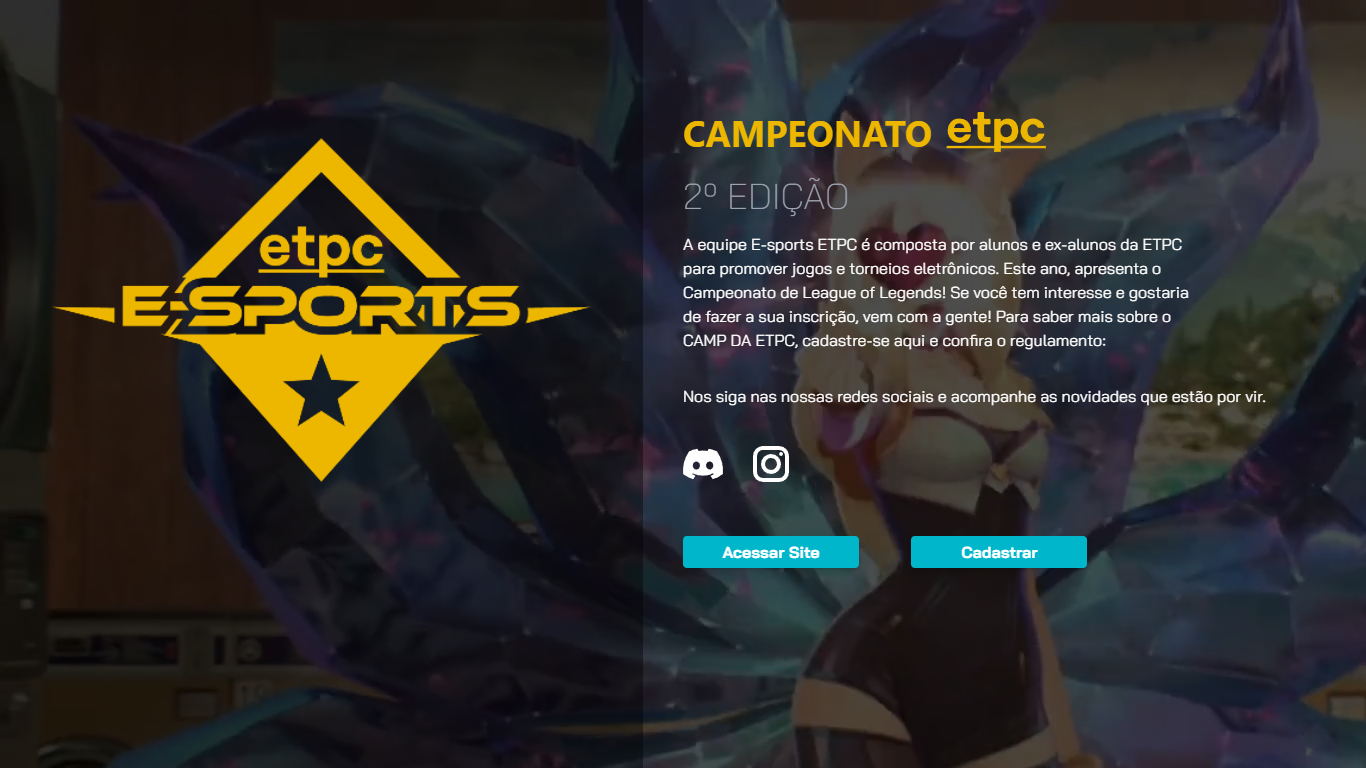 etpc
E-SPORTS
CAMPEONATO etpc
2º EDIÇÃO
A equipe E-sports ETPC é composta por alunos e ex-alunos da ETPC
para promover jogos e torneios eletrônicos. Este ano, apresenta o
Campeonato de League of Legends! Se você tem interesse e gostaria
de fazer a sua inscrição, vem com a gente! Para saber mais sobre o
CAMP DA ETPC, cadastre-se aqui e confira o regulamento:
Nos siga nas nossas redes sociais e acompanhe as novidades que estão por vir.
Acessar Site
Cadastrar